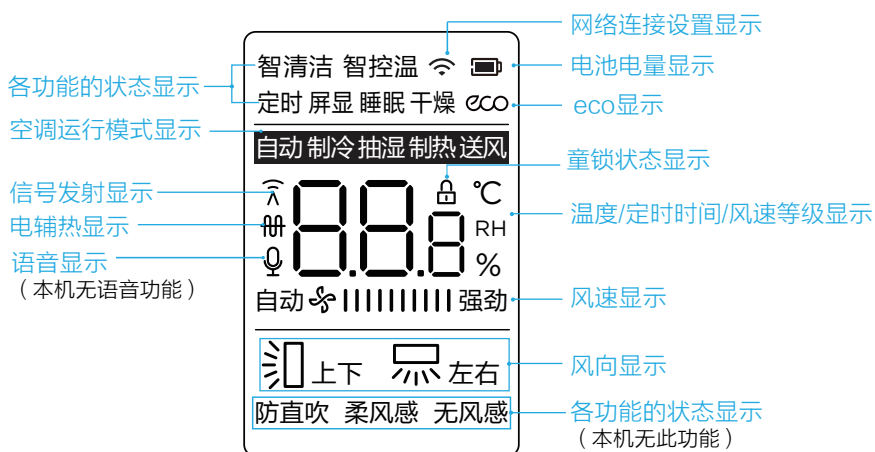 网络连接设置显示
智清洁 智控温
电池电量显示
各功能的状态显示
定时 屏显 睡眠 干燥 eco
eco显示
空调运行模式显示
自动 制冷 抽湿 制热 送风
童锁状态显示
信号发射显示
88.8 ℃
温度/定时时间/风速等级显示
电辅热显示
RH
语音显示
%
（本机无语音功能）
自动 强劲
风速显示
上下 左右
风向显示
防直吹 柔风感 无风感
各功能的状态显示
（本机无此功能）